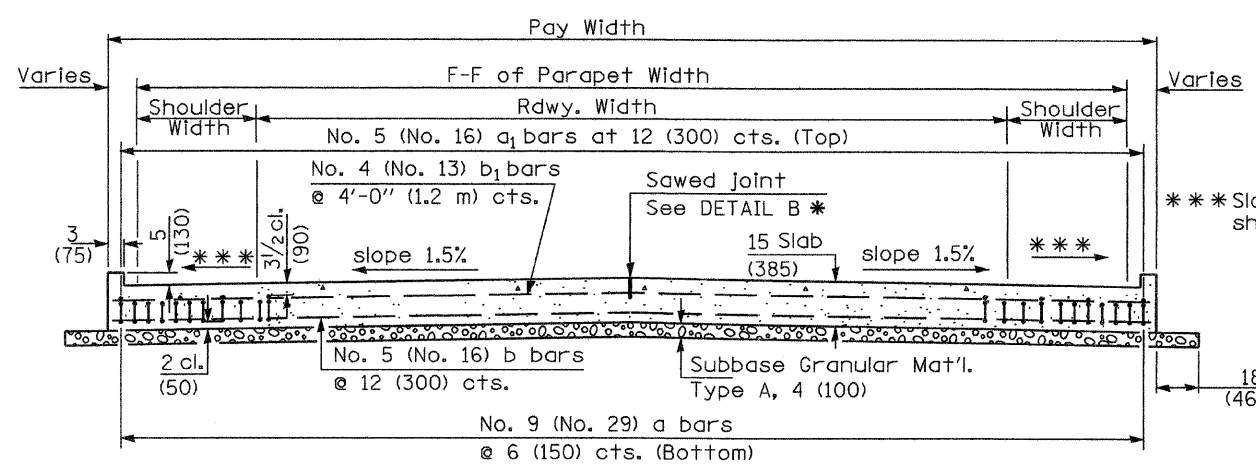 Pay Width
Varies
F-F of Parapet Width
Varies
Shoulder
Width
Rdwy. Width
Shoulder
Width
No. 5 (No. 16) a1 bars at 12 (300) cts. (Top)
No. 4 (No. 13) b1 bars
@ 4'-0" (1.2 m) cts.
Sawed joint
See DETAIL B *
* * * Sla
sh
3
(75)
5
(130)
* * *
3 1/2 cl.
(90)
slope 1.5%
15 Slab
(385)
slope 1.5%
* * *
2 cl.
(50)
No. 5 (No. 16) b bars
@ 12 (300) cts.
Subbase Granular Mat'l.
Type A, 4 (100)
18
(46
No. 9 (No. 29) a bars
@ 6 (150) cts. (Bottom)